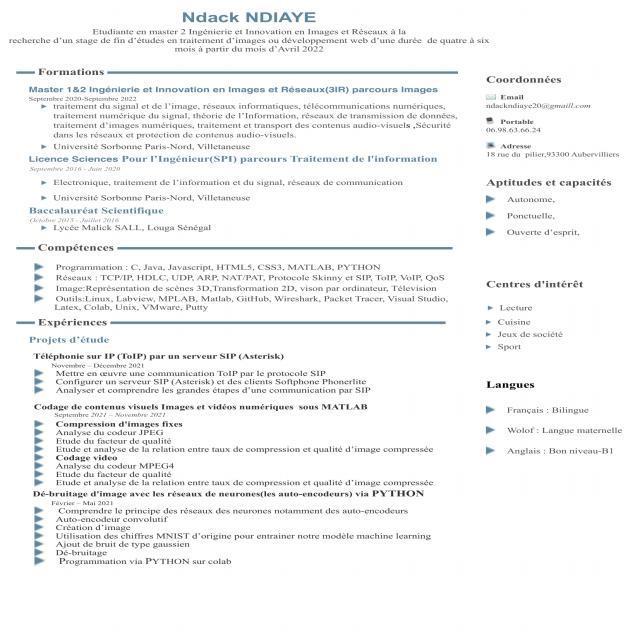 Ndack NDIAYE
Etudiante en master 2 Ingénierie et Innovation en Images et Réseaux à la
recherche d'un stage de fin d'études en traitement d'images ou développement web d'une durée de quatre à six
mois à partir du mois d'Avril 2022
Formations
Master 1&2 Ingénierie et Innovation en Images et Réseaux(3IR) parcours Images
Septembre 2020-Septembre 2022
traitement du signal et de l'image, réseaux informatiques, télécommunications numériques,
traitement numérique du signal, théorie de l'Information, réseaux de transmission de données,
traitement d'images numériques, traitement et transport des contenus audio-visuels ,Sécurité
dans les réseaux et protection de contenus audio-visuels.
Université Sorbonne Paris-Nord, Villetaneuse
Licence Sciences Pour l'Ingénieur(SPI) parcours Traitement de l'information
Septembre 2016 - Juin 2020
Electronique, traitement de l'information et du signal, réseaux de communication
Université Sorbonne Paris-Nord, Villetaneuse
Baccalauréat Scientifique
Octobre 2015 - Juillet 2016
Lycée Malick SALL, Louga Sénégal
Compétences
Programmation : C, Java, Javascript, HTML5, CSS3, MATLAB, PYTHON
Réseaux : TCP/IP, HDLC, UDP, ARP, NAT/PAT, Protocole Skinny et SIP, ToIP, VoIP, QoS
Image:Représentation de scènes 3D,Transformation 2D, vison par ordinateur, Télévision
Outils:Linux, Labview, MPLAB, Matlab, GitHub, Wireshark, Packet Tracer, Visual Studio,
Latex, Colab, Unix, VMware, Putty
Expériences
Projets d'étude
Téléphonie sur IP (ToIP) par un serveur SIP (Asterisk)
Novembre – Décembre 2021
Mettre en œuvre une communication ToIP par le protocole SIP
Configurer un serveur SIP (Asterisk) et des clients Softphone Phonerlite
Analyser et comprendre les grandes étapes d'une communication par SIP
Codage de contenus visuels Images et vidéos numériques sous MATLAB
Septembre 2021 – Novembre 2021
Compression d'images fixes
Analyse du codeur JPEG
Etude du facteur de qualité
Etude et analyse de la relation entre taux de compression et qualité d'image compressée
Codage video
Analyse du codeur MPEG4
Etude du facteur de qualité
Etude et analyse de la relation entre taux de compression et qualité d'image compressée
Dé-bruitage d'image avec les réseaux de neurones(les auto-encodeurs) via PYTHON
Février – Mai 2021
Comprendre le principe des réseaux des neurones notamment des auto-encodeurs
Auto-encodeur convolutif
Création d'image
Utilisation des chiffres MNIST d'origine pour entrainer notre modèle machine learning
Ajout de bruit de type gaussien
Dé-bruitage
Programmation via PYTHON sur colab
Coordonnées
Email
ndackndiaye20@gmaill.com
Portable
06.98.63.66.24
Adresse
18 rue du pilier,93300 Aubervilliers
Aptitudes et capacités
Autonome,
Ponctuelle,
Ouverte d'esprit,
Centres d'intérêt
Lecture
Cuisine
Jeux de société
Sport
Langues
Français : Bilingue
Wolof : Langue maternelle
Anglais : Bon niveau-B1